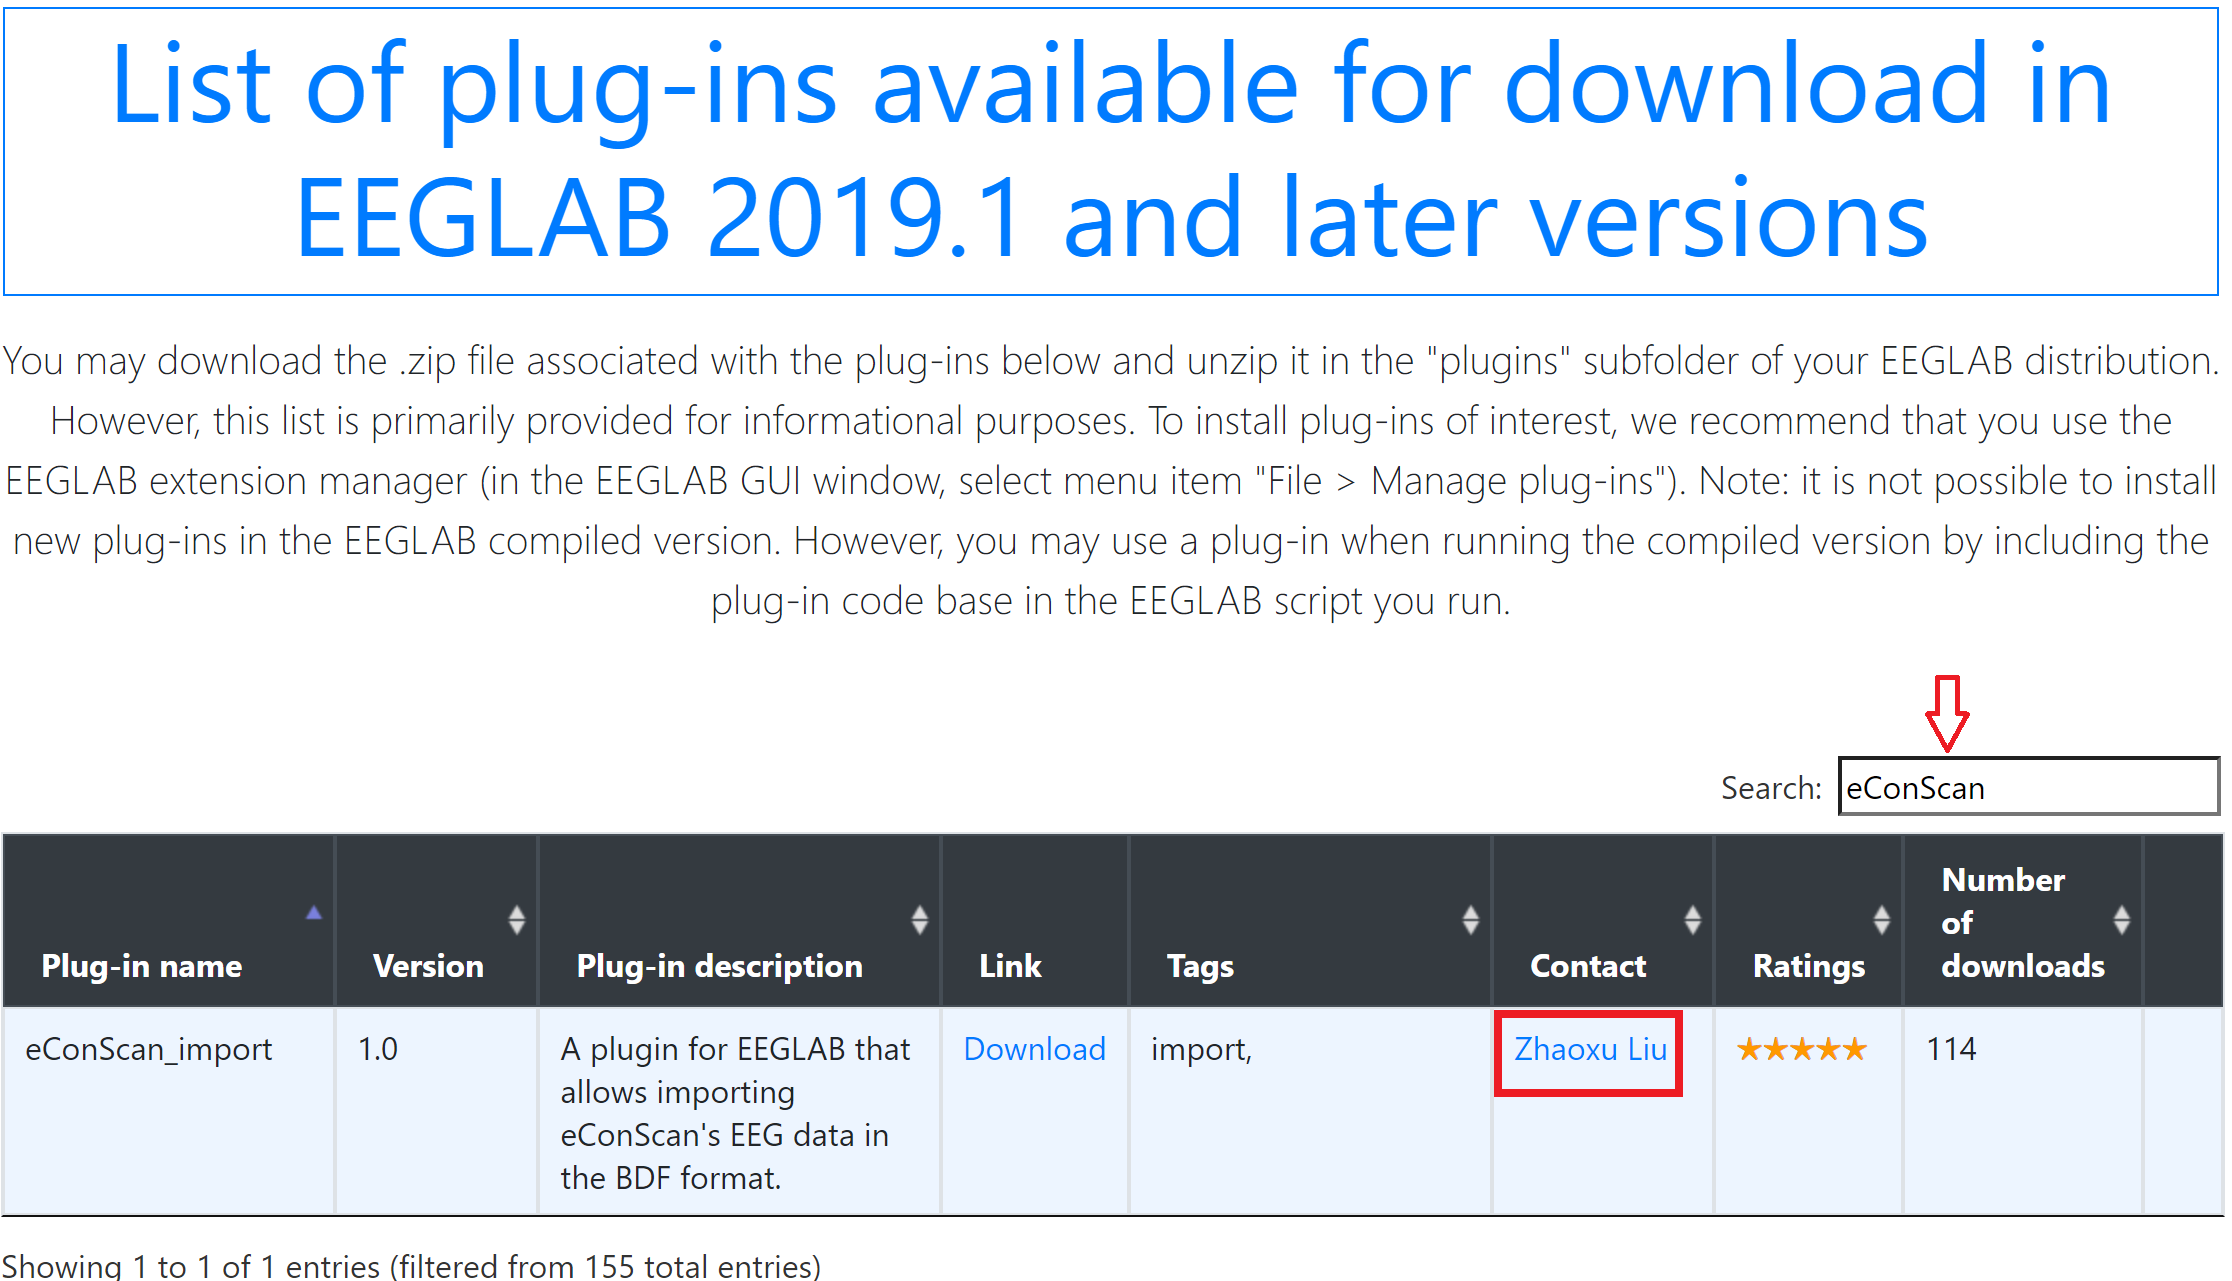 List of plug-ins available for download in
EEGLAB 2019.1 and later versions
You may download the .zip file associated with the plug-ins below and unzip it in the "plugins" subfolder of your EEGLAB distribution.
However, this list is primarily provided for informational purposes. To install plug-ins of interest, we recommend that you use the
EEGLAB extension manager (in the EEGLAB GUI window, select menu item "File > Manage plug-ins"). Note: it is not possible to install
new plug-ins in the EEGLAB compiled version. However, you may use a plug-in when running the compiled version by including the
plug-in code base in the EEGLAB script you run.
Search: eConScan
Plug-in name Version Plug-in description Link Tags Contact Ratings Number
of
downloads
eConScan_import 1.0 A plugin for EEGLAB that Download import, Zhaoxu Liu ★★★★★ 114
allows importing
eConScan's EEG data in
the BDF format.
Showing 1 to 1 of 1 entries (filtered from 155 total entries)